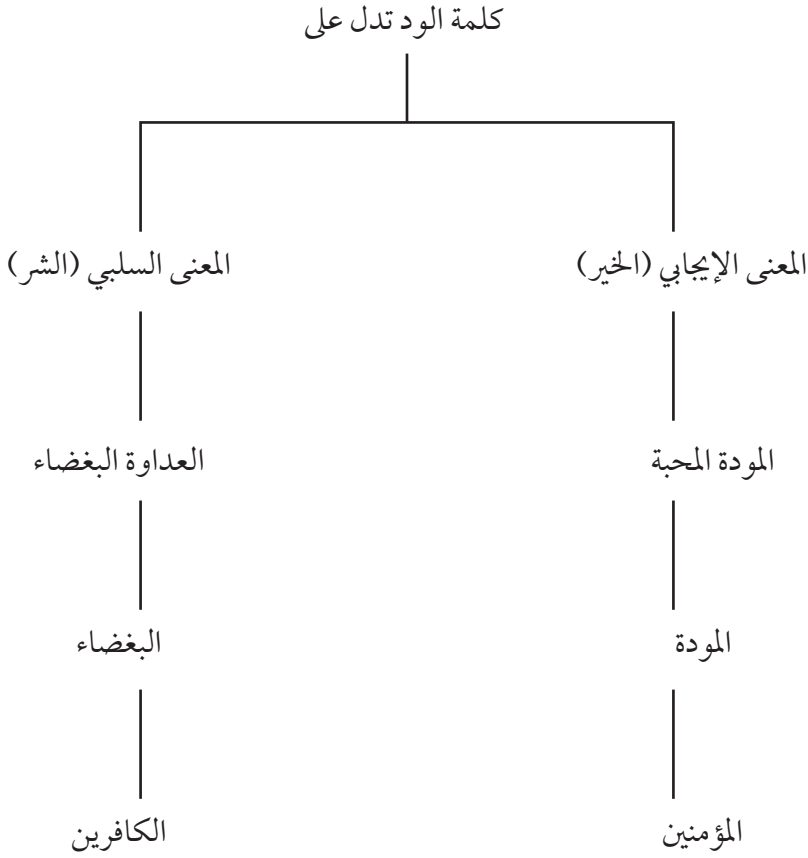 كلمة الود تدل على
المعنى الإيجابي (الخير)
المعنى السلبي (الشر)
المودة المحبة
العداوة البغضاء
المودة
البغضاء
المؤمنين
الكافرين